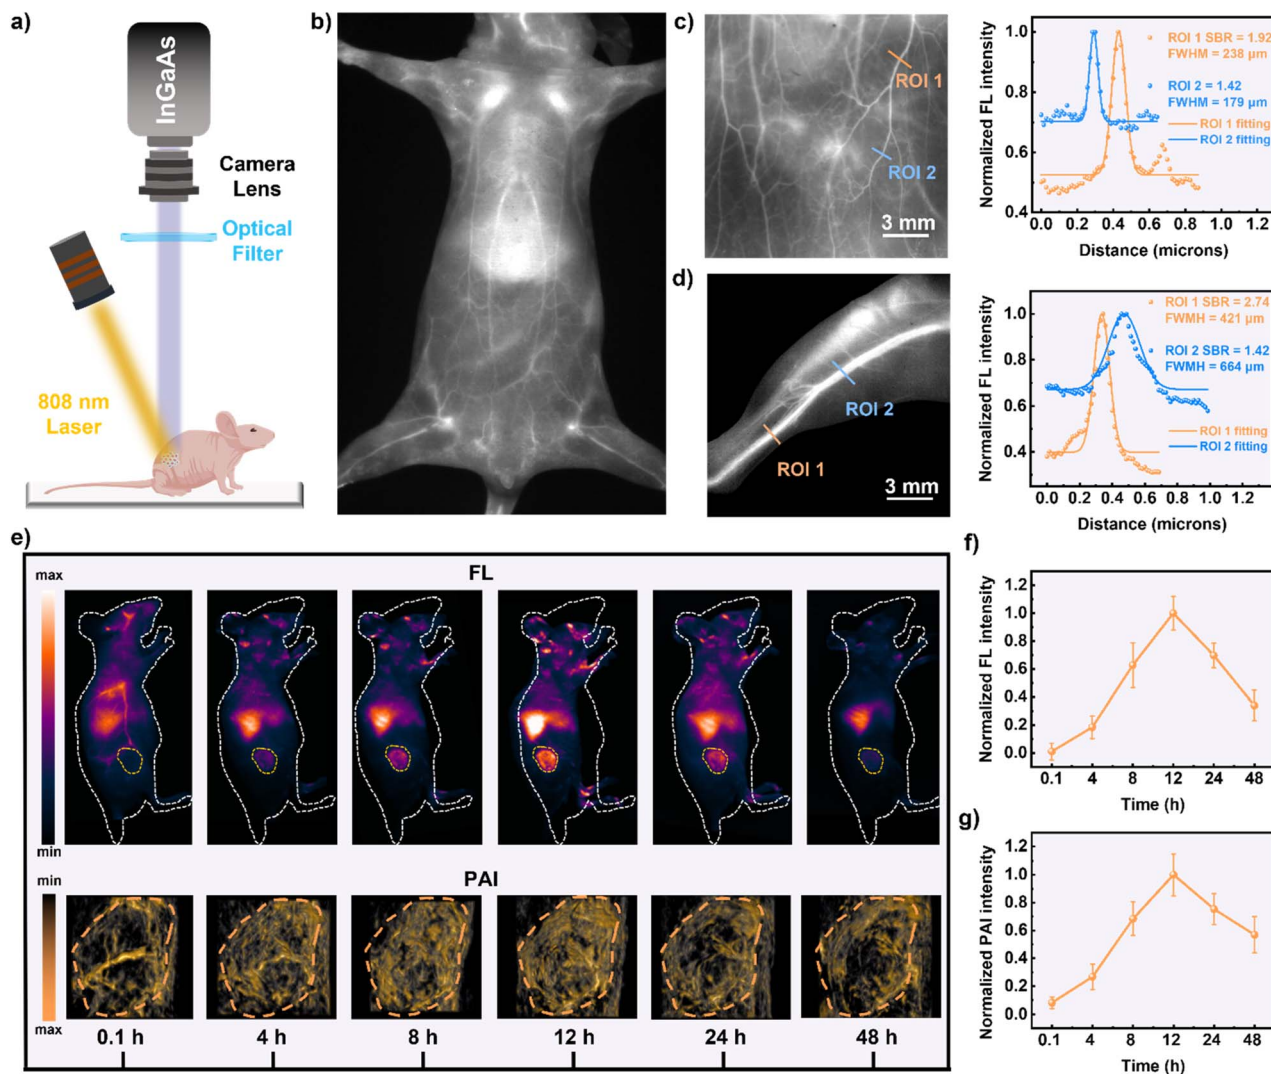 a)
InGaAs
Camera
Lens
Optical
Filter
808 nm
Laser
b)
c)
ROI 1
ROI 2
3 mm
Normalized FL intensity
1.0
0.8
0.6
0.4
ROI 1 SBR = 1.92
FWHM = 238 µm
ROI 2 = 1.42
FWHM = 179 µm
ROI 1 fitting
ROI 2 fitting
0.0 0.2 0.4 0.6 0.8 1.0 1.2
Distance (microns)
d)
ROI 2
ROI 1
3 mm
Normalized FL intensity
1.0
0.8
0.6
0.4
ROI 1 SBR = 2.74
FWMH = 421 µm
ROI 2 SBR = 1.42
FWMH = 664 µm
ROI 1 fitting
ROI 2 fitting
0.0 0.2 0.4 0.6 0.8 1.0 1.2
Distance (microns)
e)
FL
max
min
PAI
min
max
0.1 h 4 h 8 h 12 h 24 h 48 h
f)
Normalized FL intensity
1.2
1.0
0.8
0.6
0.4
0.2
0.0
0.1 4 8 12 24 48
Time (h)
g)
Normalized PAI intensity
1.2
1.0
0.8
0.6
0.4
0.2
0.0
0.1 4 8 12 24 48
Time (h)